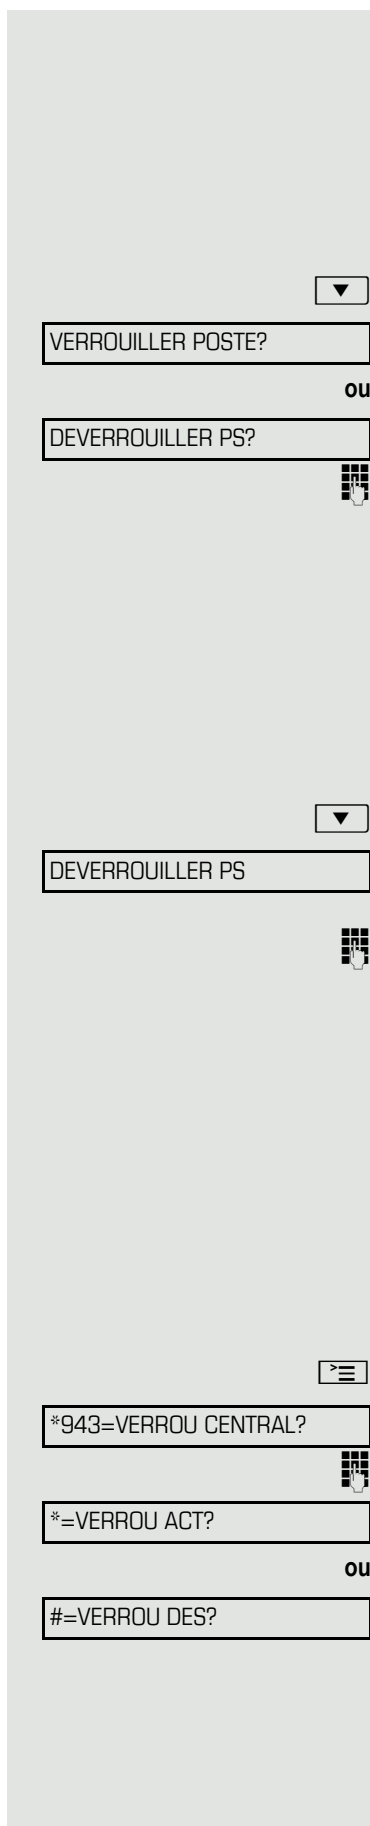 VERROUILLER POSTE?
ou
DEVERROUILLER PS?
DEVERROUILLER PS
*943=VERROU CENTRAL?
*=VERROU ACT?
ou
#=VERROU DES?